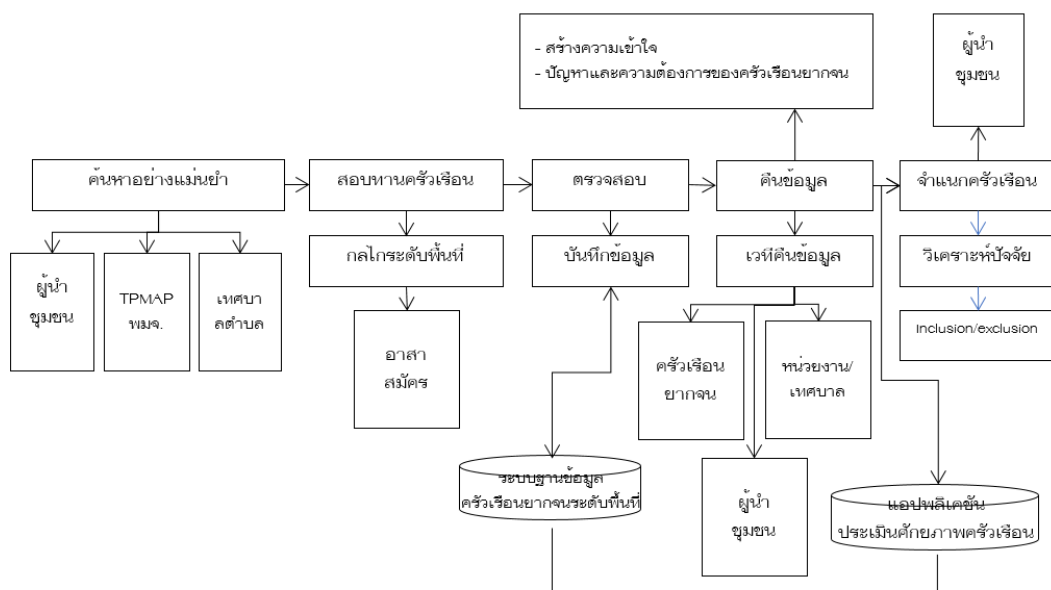 - สร้างความเข้าใจ
- ปัญหาและความต้องการของครัวเรือนยากจน
ผู้นำ
ชุมชน
ค้นหาอย่างแม่นยำ
สอบทานครัวเรือน
ตรวจสอบ
คืนข้อมูล
จำแนกครัวเรือน
ผู้นำ
ชุมชน
TPMAP
พมจ.
เทศบา
ลตำบล
กลไกระดับพื้นที่
บันทึกข้อมูล
เวทีคืนข้อมูล
วิเคราะห์ปัจจัย
อาสา
สมัคร
ครัวเรือน
ยากจน
หน่วยงาน/
เทศบาล
Inclusion/exclusion
ระบบฐานข้อมูล
ครัวเรือนยากจนระดับพื้นที่
ผู้นำ
ชุมชน
แอปพลิเคชัน
ประเมินศักยภาพครัวเรือน